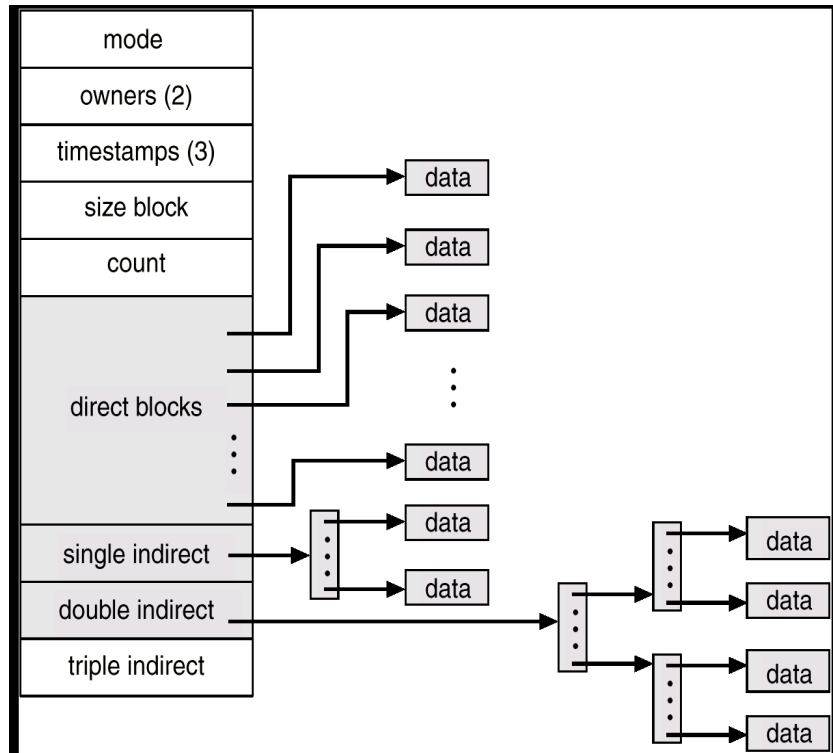 mode
owners (2)
timestamps (3)
size block
count
direct blocks
single indirect
double indirect
triple indirect
data
data
data
data
data
data
data
data
data
data